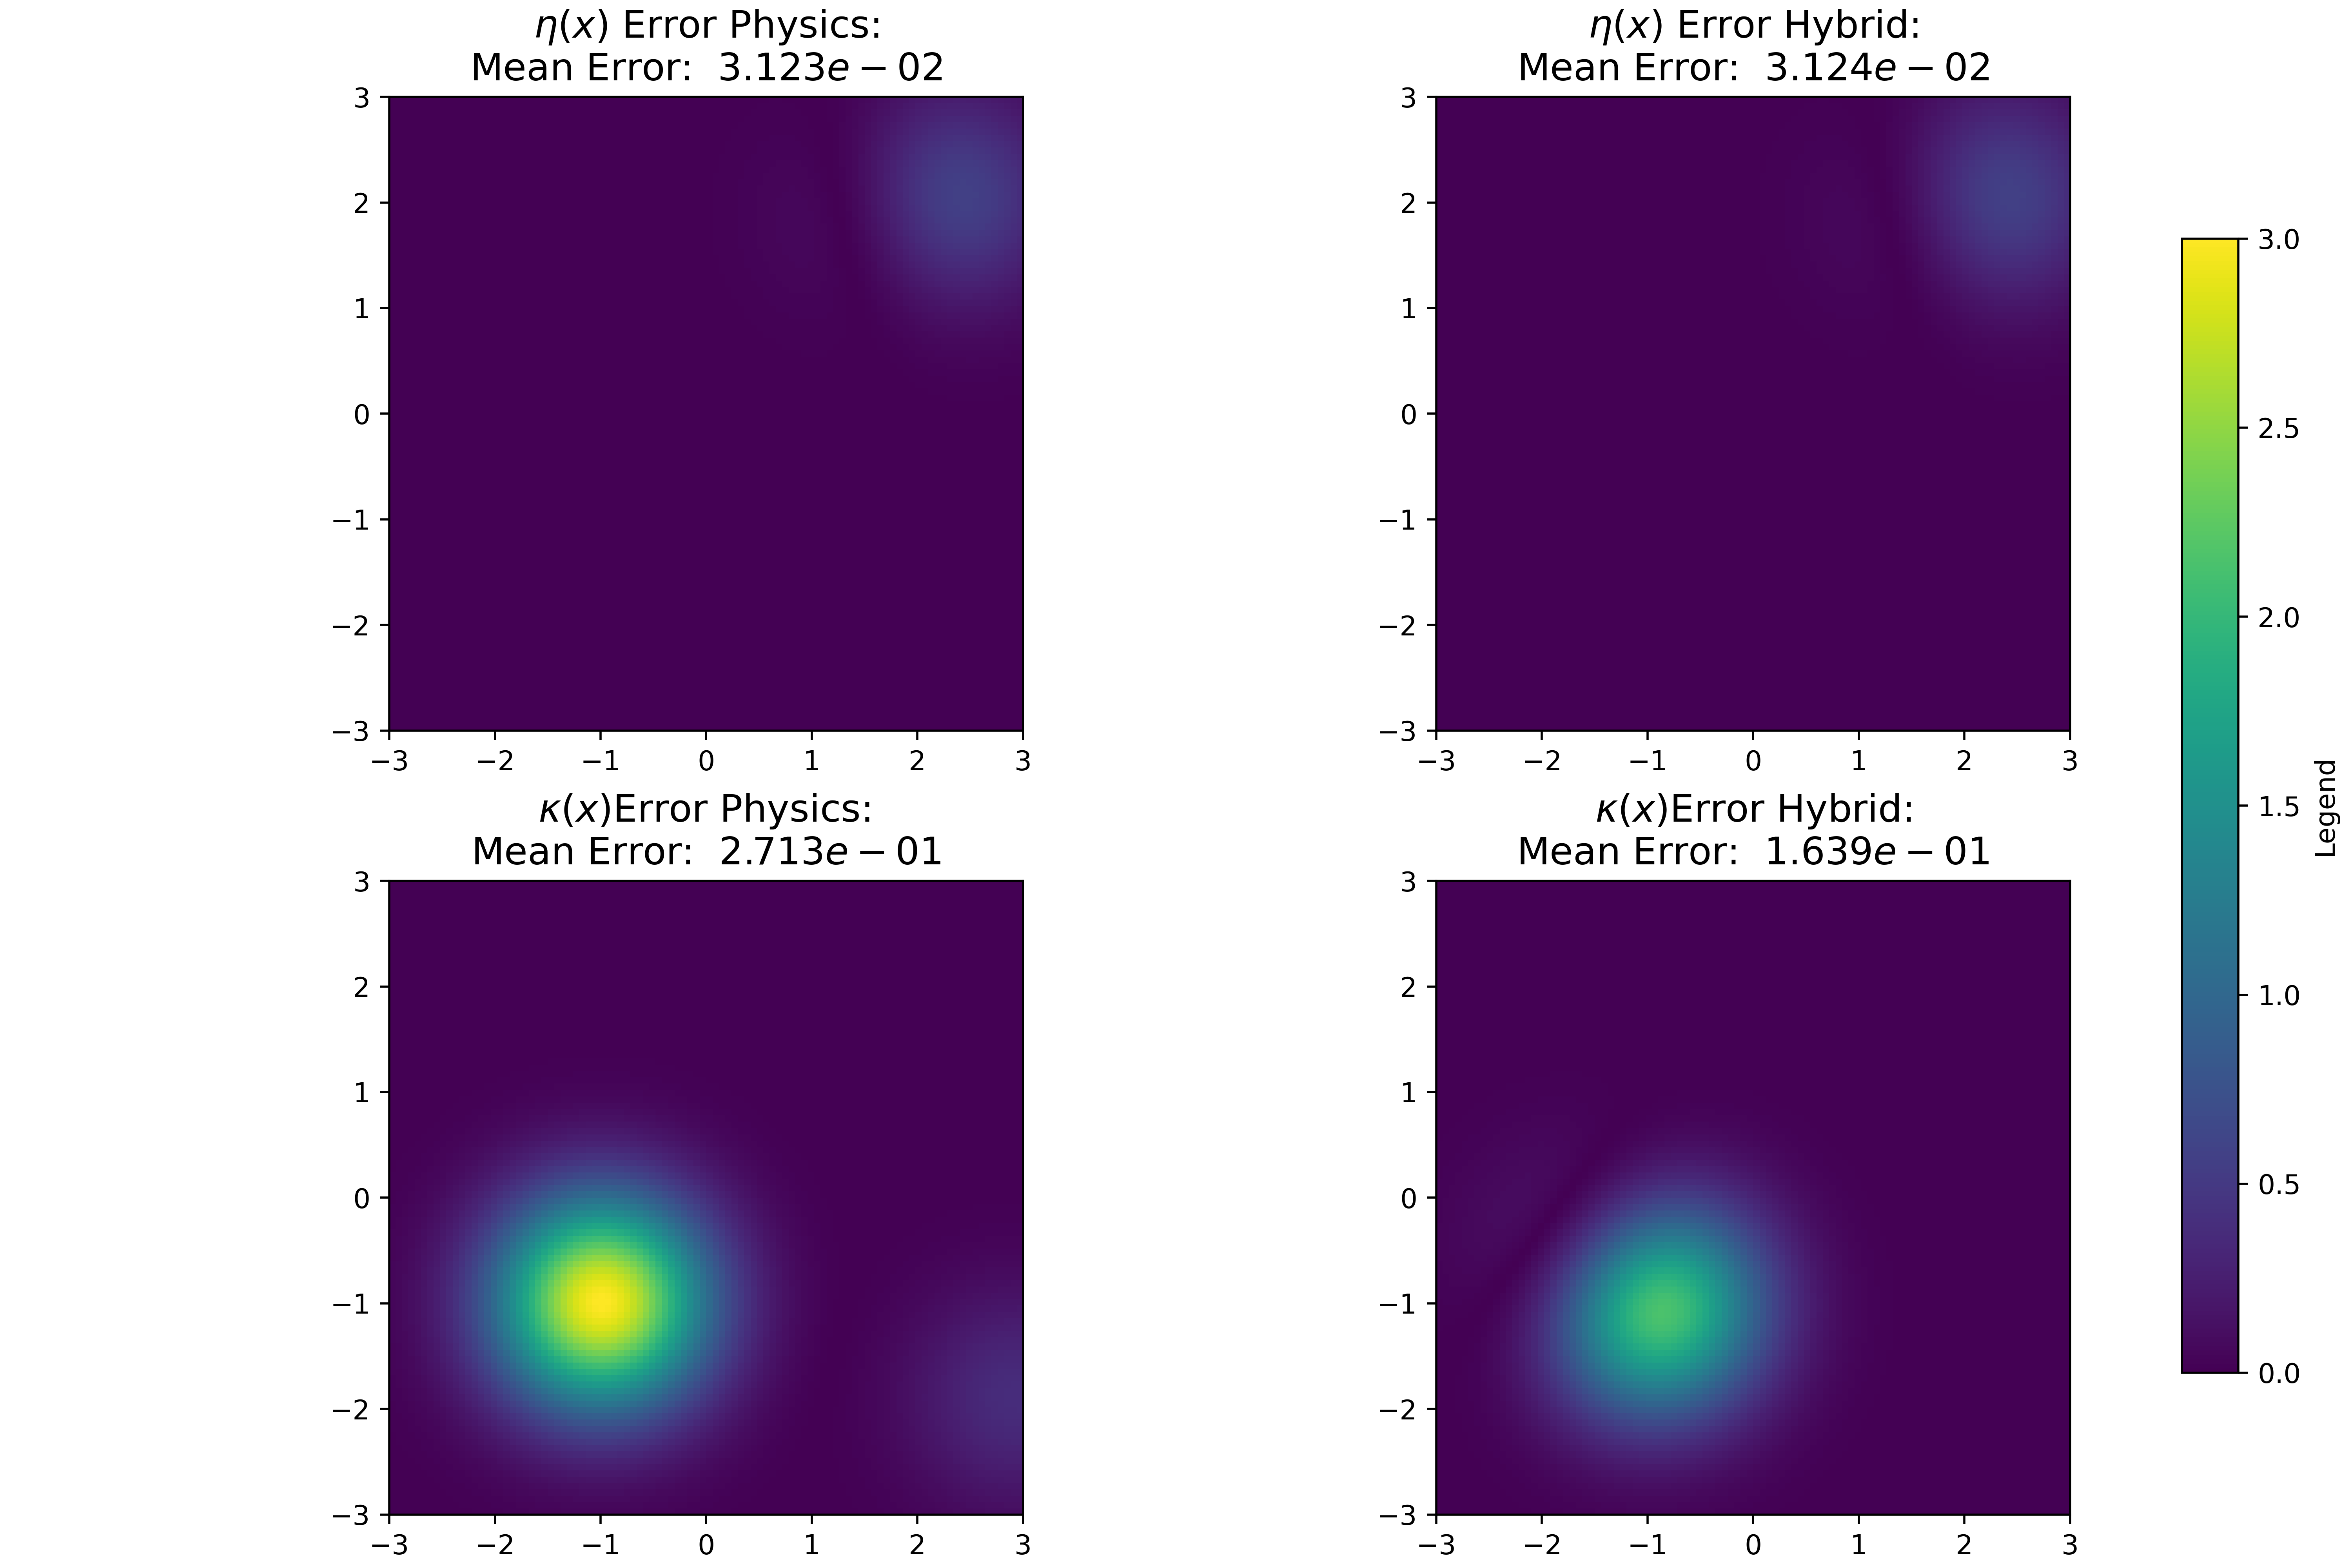 η(x) Error Physics:
Mean Error: 3.123e − 02
3
2
1
0
−1
−2
−3
−3 −2 −1 0 1 2 3
η(x) Error Hybrid:
Mean Error: 3.124e − 02
3
2
1
0
−1
−2
−3
−3 −2 −1 0 1 2 3
κ(x)Error Physics:
Mean Error: 2.713e − 01
3
2
1
0
−1
−2
−3
−3 −2 −1 0 1 2 3
κ(x)Error Hybrid:
Mean Error: 1.639e − 01
3
2
1
0
−1
−2
−3
−3 −2 −1 0 1 2 3
3.0
2.5
2.0
1.5
1.0
0.5
0.0
Legend